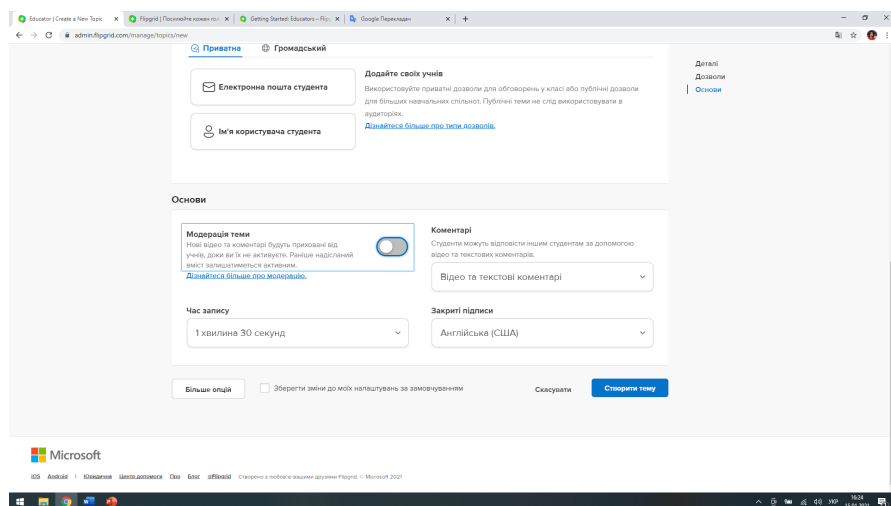 Educator | Create a New Topic
Flipgrid | Посилюйте кожен гол
Getting Started: Educators – Flip
Google Перекладач
admin.flipgrid.com/manage/topics/new
Приватна Громадський
Електронна пошта студента
Ім'я користувача студента
Додайте своїх учнів
Використовуйте приватні дозволи для обговорень у класі або публічні дозволи
для більших навчальних спільнот. Публічні теми не слід використовувати в
аудиторіях.
Дізнайтеся більше про типи дозволів.
Деталі
Дозволи
Основи
Основи
Модерація теми
Нові відео та коментарі будуть приховані від
учнів, доки ви їх не активуєте. Раніше надісланий
вміст залишатиметься активним.
Дізнайтеся більше про модерацію.
Коментарі
Студенти можуть відповісти іншим студентам за допомогою
відео та текстових коментарів.
Відео та текстові коментарі
Час запису
1 хвилина 30 секунд
Закриті підписи
Англійська (США)
Більше опцій
Зберегти зміни до моїх налаштувань за замовчуванням
Скасувати
Створити тему
Microsoft
iOS Android | Юридичне Центр допомоги Про Блог @Flipgrid Створено з любов'ю вашими друзями Flipgrid. © Microsoft 2021
УКР
16:24
15.04.2021